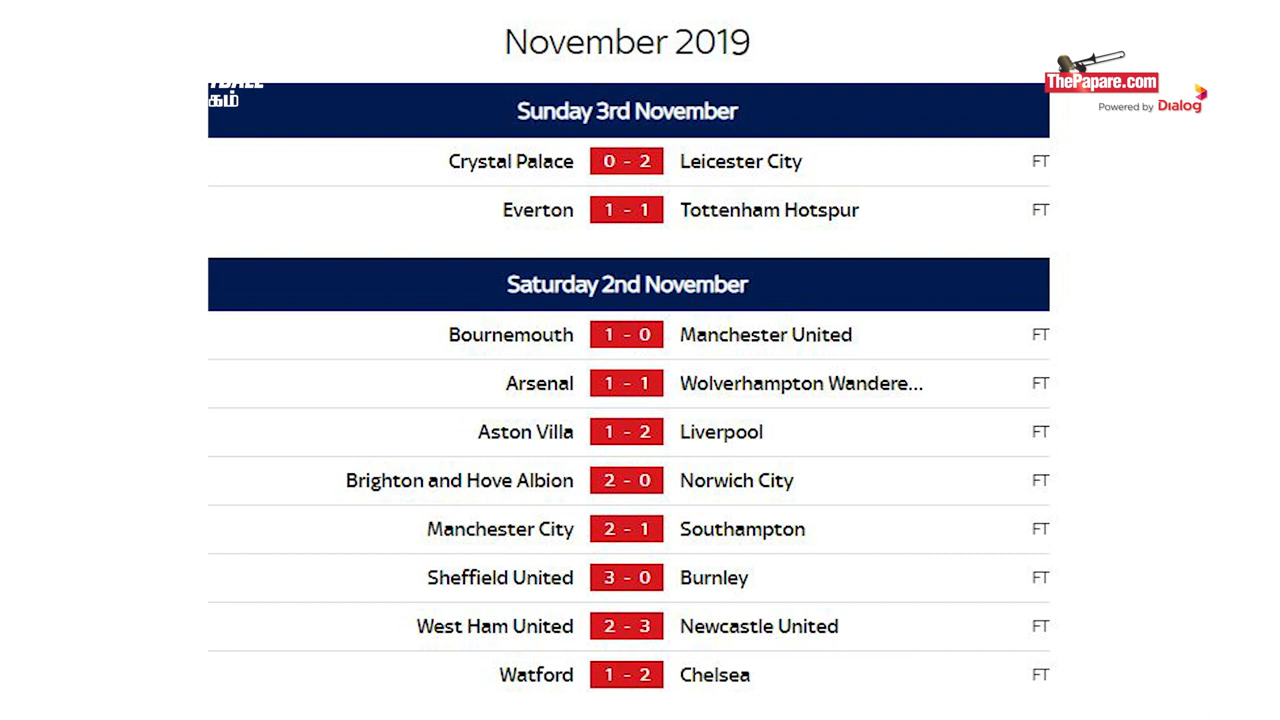 November 2019
ThePapare.com
Powered by Dialog
கம்
Sunday 3rd November
Crystal Palace 0 - 2 Leicester City FT
Everton 1 - 1 Tottenham Hotspur FT
Saturday 2nd November
Bournemouth 1 - 0 Manchester United FT
Arsenal 1 - 1 Wolverhampton Wandere... FT
Aston Villa 1 - 2 Liverpool FT
Brighton and Hove Albion 2 - 0 Norwich City FT
Manchester City 2 - 1 Southampton FT
Sheffield United 3 - 0 Burnley FT
West Ham United 2 - 3 Newcastle United FT
Watford 1 - 2 Chelsea FT